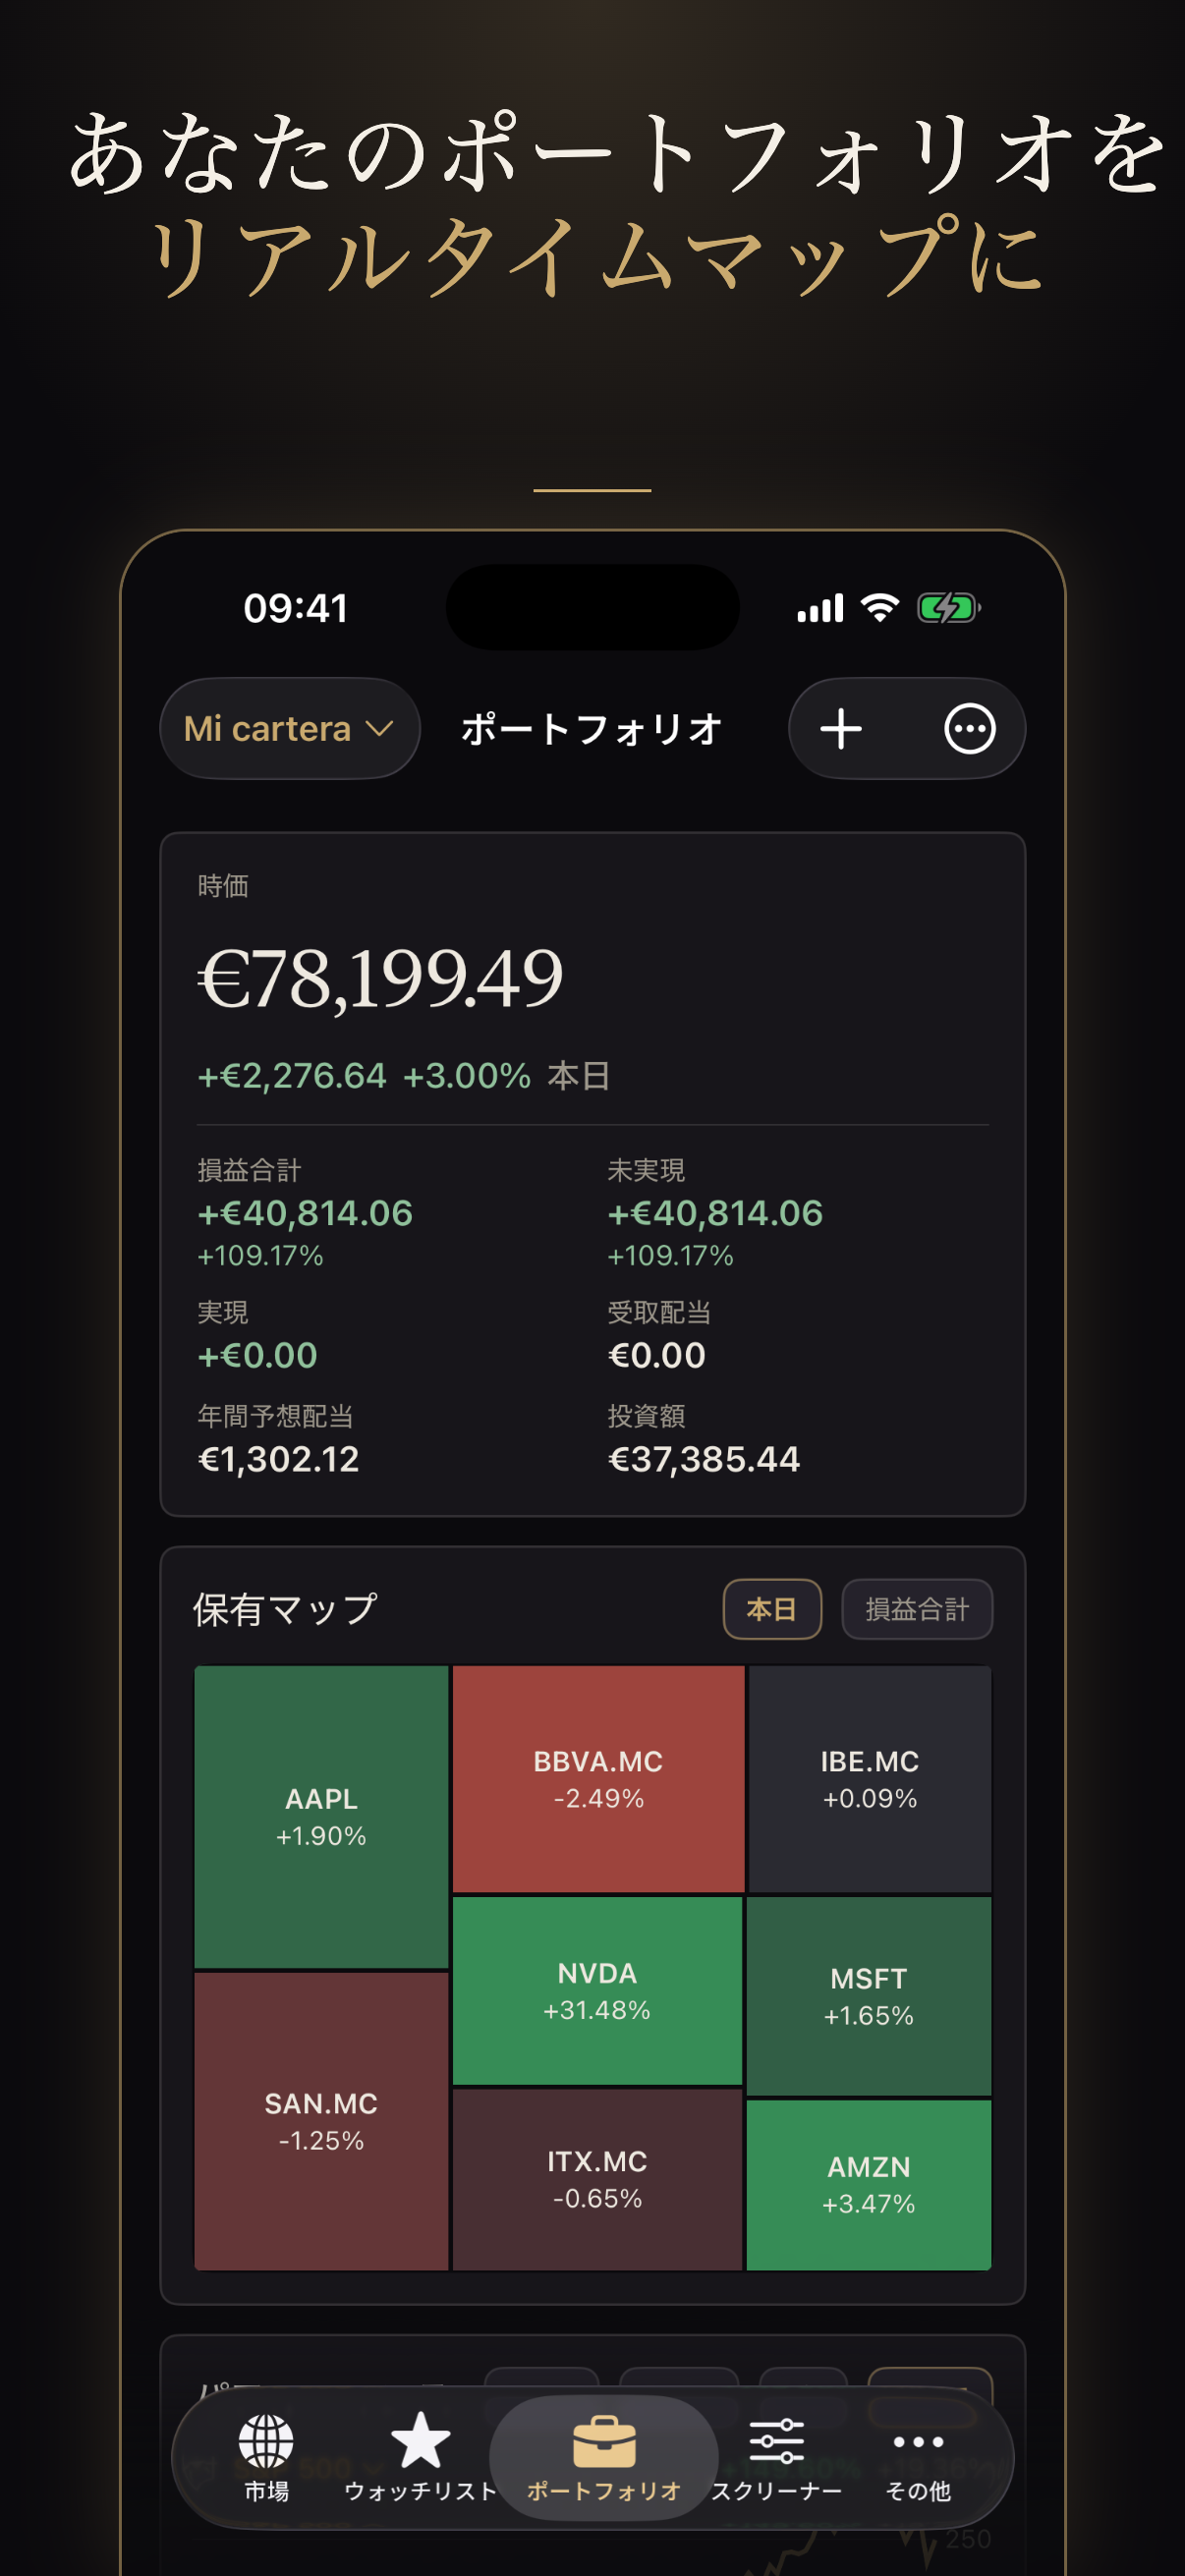 あなたのポートフォリオを
リアルタイムマップに
09:41
Mi cartera
ポートフォリオ
時価
€78,199.49
+€2,276.64 +3.00% 本日
損益合計 未実現
+€40,814.06 +€40,814.06
+109.17% +109.17%
実現 受取配当
+€0.00 €0.00
年間予想配当 投資額
€1,302.12 €37,385.44
保有マップ 本日 損益合計
AAPL
+1.90%
BBVA.MC
-2.49%
IBE.MC
+0.09%
NVDA
+31.48%
MSFT
+1.65%
SAN.MC
-1.25%
ITX.MC
-0.65%
AMZN
+3.47%
市場 ウォッチリスト ポートフォリオ スクリーナー その他
250